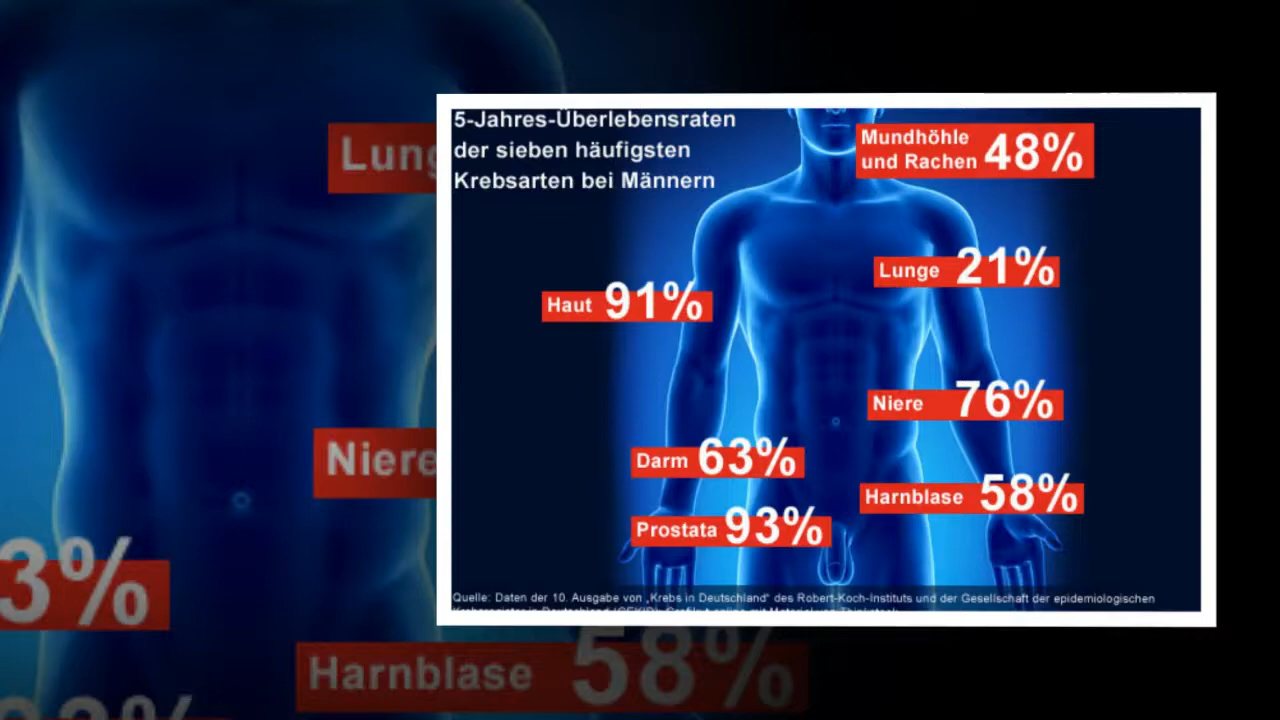 5-Jahres-Überlebensraten
der sieben häufigsten
Krebsarten bei Männern
Mundhöhle
und Rachen 48%
Lunge 21%
Haut 91%
Niere 76%
Darm 63%
Harnblase 58%
Prostata 93%
Quelle: Daten der 10. Ausgabe von „Krebs in Deutschland" des Robert-Koch-Instituts und der Gesellschaft der epidemiologischen
Lung
Niere
3%
Harnblase 58%